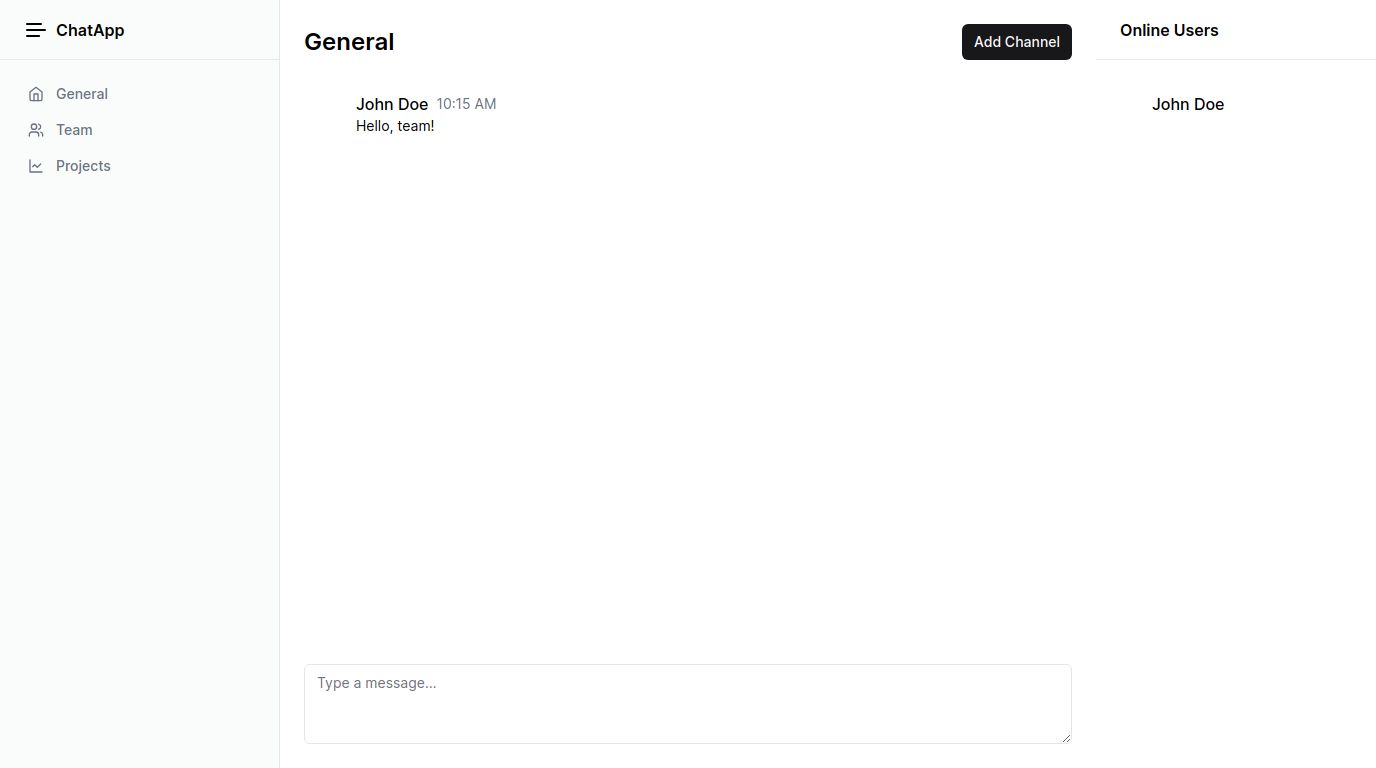 ChatApp
General
Team
Projects
General
Add Channel
John Doe 10:15 AM
Hello, team!
Type a message...
Online Users
John Doe